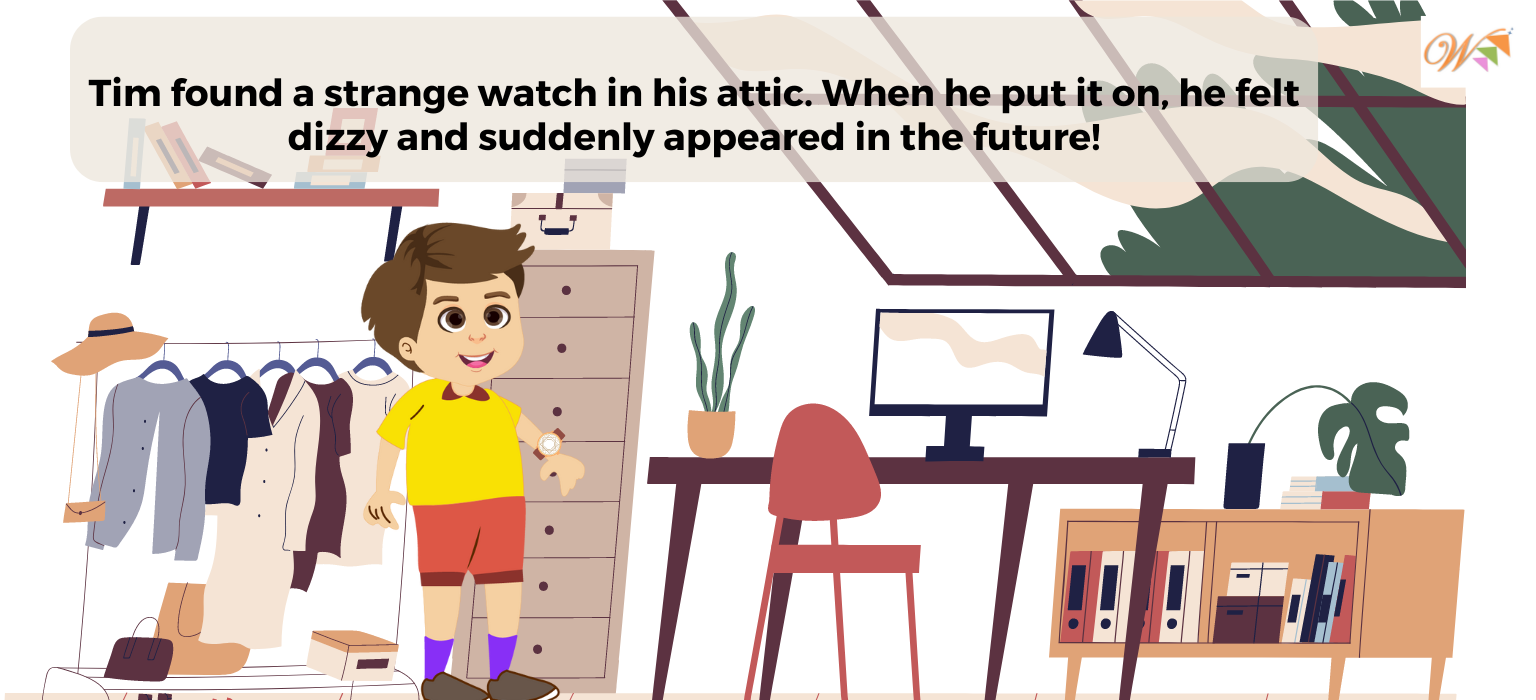 Tim found a strange watch in his attic. When he put it on, he felt
dizzy and suddenly appeared in the future!
W